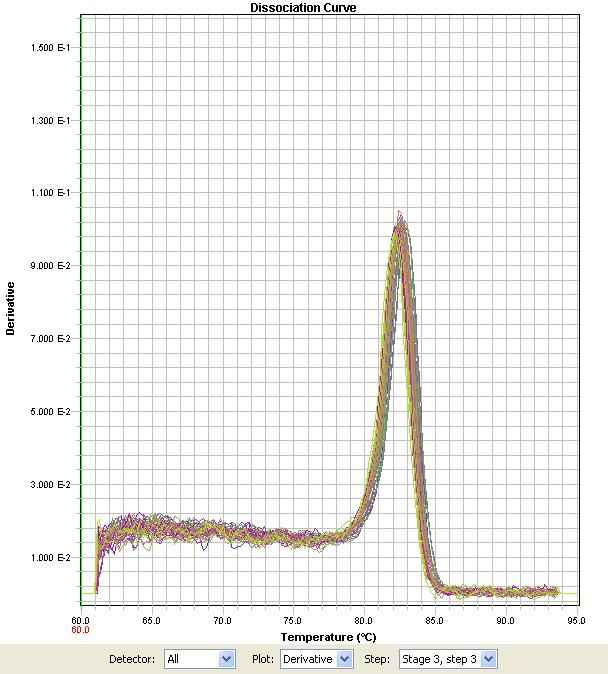 Dissociation Curve
1.500 E-1
1.300 E-1
1.100 E-1
9.000 E-2
7.000 E-2
5.000 E-2
3.000 E-2
1.000 E-2
Derivative
60.0 65.0 70.0 75.0 80.0 85.0 90.0 95.0
60.0
Temperature (°C)
Detector: All Plot: Derivative Step: Stage 3, step 3